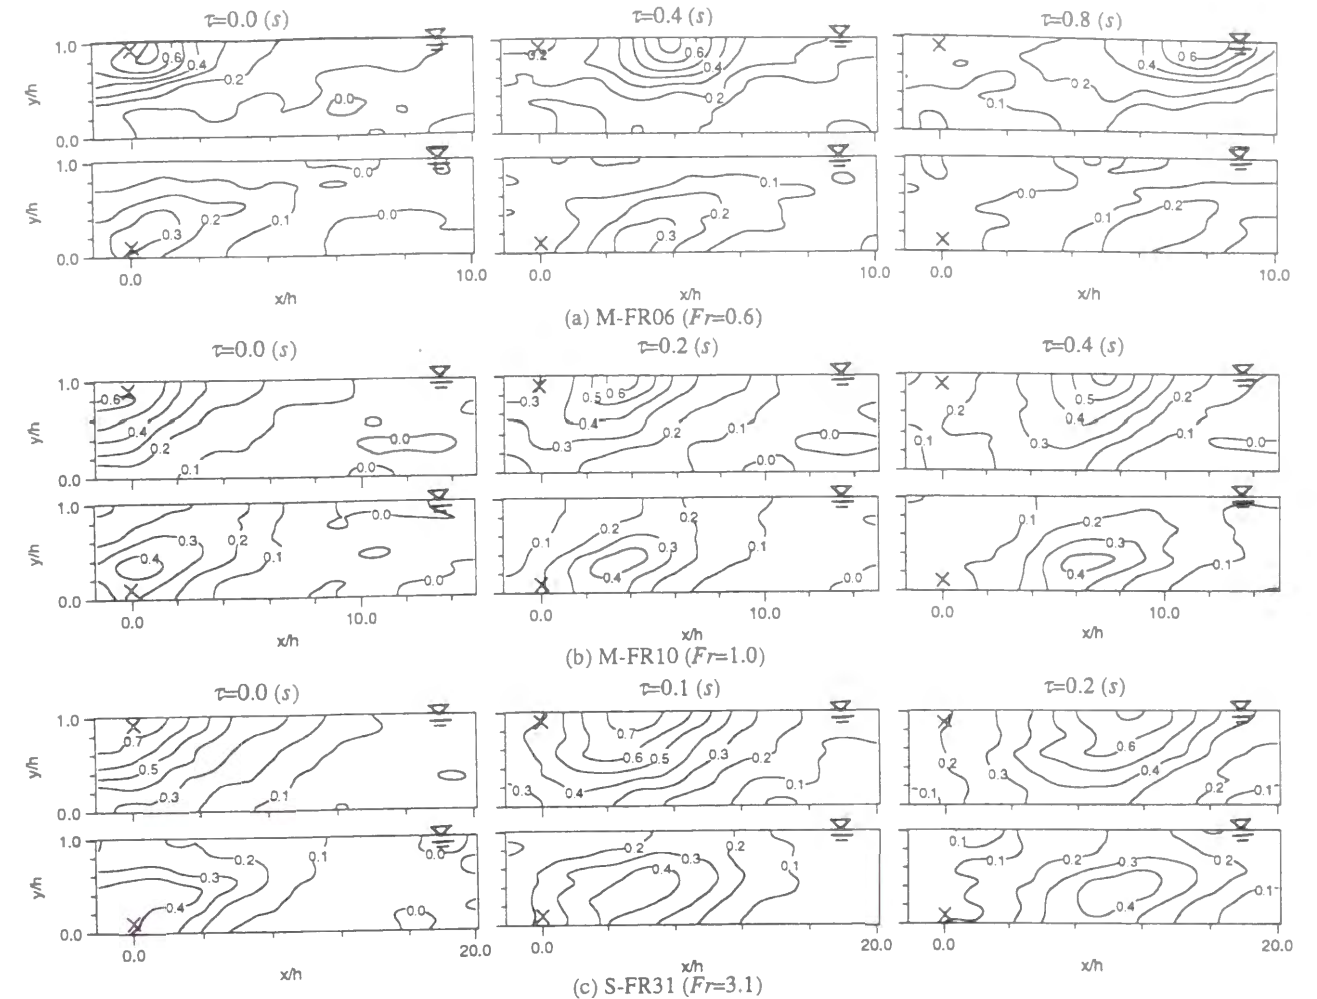 τ=0.0 (s) τ=0.4 (s) τ=0.8 (s)
1.0 0.6 0.4 0.2 0.0 y/h 0.0
0.2 0.6 0.4 0.2
0.6 0.4 0.2 0.1
1.0 0.0 0.2 0.1 0.0 0.3 y/h 0.0
0.1 0.2 0.3
0.0 0.2 0.1
0.0 10.0 0.0 10.0 0.0 10.0
x/h x/h x/h
(a) M-FR06 (Fr=0.6)
τ=0.0 (s) τ=0.2 (s) τ=0.4 (s)
1.0 0.6 0.4 0.2 0.1 0.0 0.0 y/h 0.0
0.3 0.5 0.6 0.4 0.3 0.2 0.1 0.0 0.0
0.2 0.1 0.5 0.4 0.3 0.2 0.1 0.0
1.0 0.4 0.3 0.2 0.1 0.0 0.0 y/h 0.0
0.1 0.2 0.4 0.3 0.2 0.1 0.0
0.1 0.2 0.3 0.4 0.1
0.0 10.0 0.0 10.0 0.0 10.0
x/h x/h x/h
(b) M-FR10 (Fr=1.0)
τ=0.0 (s) τ=0.1 (s) τ=0.2 (s)
1.0 0.7 0.5 0.3 0.1 y/h 0.0
0.3 0.4 0.7 0.6 0.5 0.3 0.2 0.1
0.2 0.1 0.3 0.6 0.4 0.2 0.1
1.0 0.2 0.3 0.4 0.1 0.0 0.0 y/h 0.0
0.2 0.4 0.3 0.2 0.1
0.1 0.1 0.2 0.3 0.4 0.2 0.1
0.0 20.0 0.0 20.0 0.0 20.0
x/h x/h x/h
(c) S-FR31 (Fr=3.1)